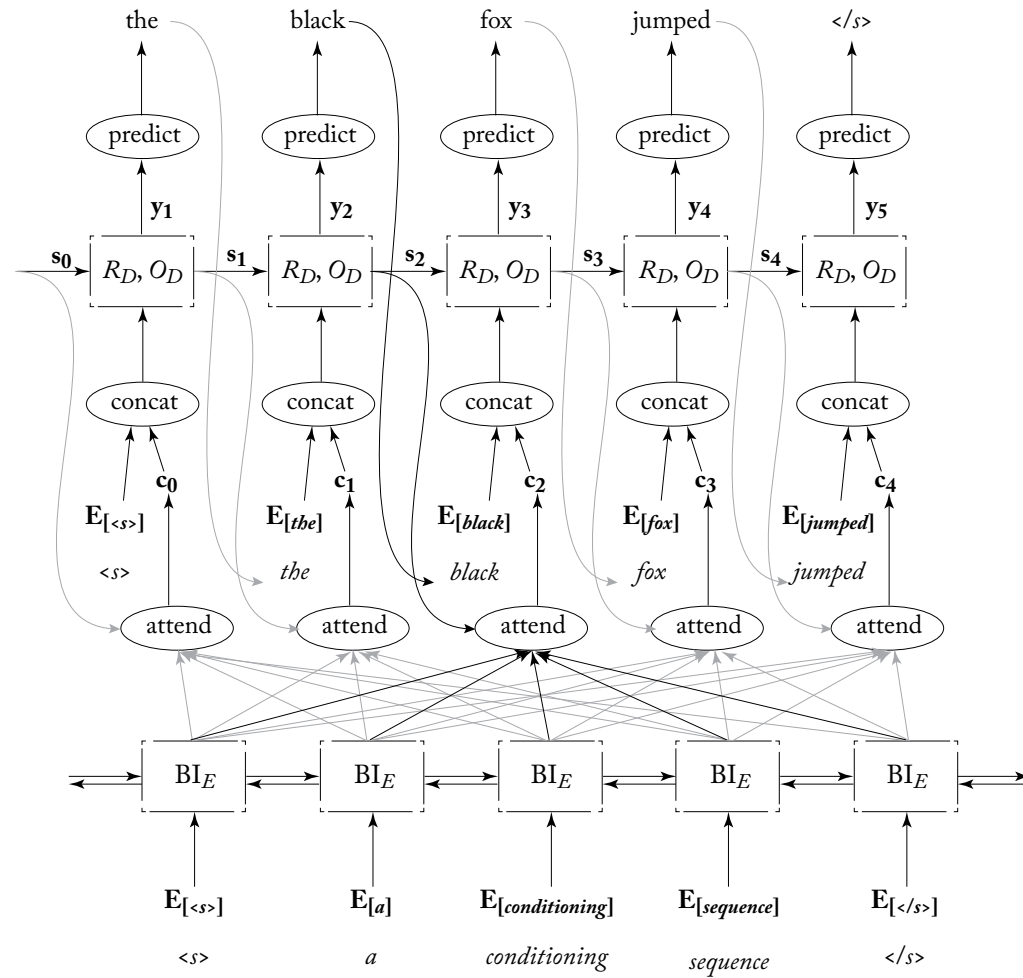 the black fox jumped </s>
predict predict predict predict predict
y₁ y₂ y₃ y₄ y₅
s₀ s₁ s₂ s₃ s₄
R_D, O_D R_D, O_D R_D, O_D R_D, O_D R_D, O_D
concat concat concat concat concat
c₀ c₁ c₂ c₃ c₄
E[<s>] E[the] E[black] E[fox] E[jumped]
<s> the black fox jumped
attend attend attend attend attend
BI_E BI_E BI_E BI_E BI_E
E[<s>] E[a] E[conditioning] E[sequence] E[</s>]
<s> a conditioning sequence </s>